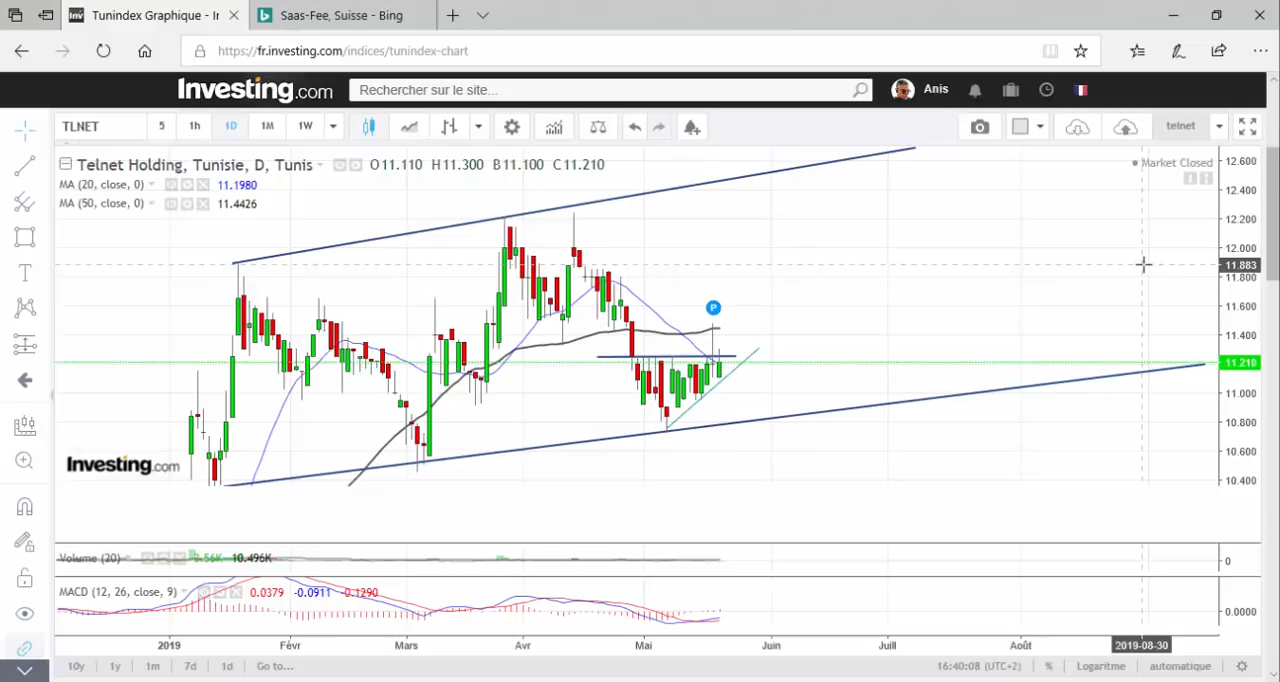 Tunindex Graphique - Ir
Saas-Fee, Suisse - Bing
https://fr.investing.com/indices/tunindex-chart
Investing.com
Rechercher sur le site...
Anis
TLNET 5 1h 1D 1M 1W telnet
Telnet Holding, Tunisie, D, Tunis O11.110 H11.300 B11.100 C11.210
Market Closed
MA (20, close, 0) 11.1980
MA (50, close, 0) 11.4426
P
12.600
12.400
12.200
12.000
11.883
11.800
11.600
11.400
11.210
11.000
10.800
10.600
10.400
Investing.com
Volume (20) 10.496K
0
MACD (12, 26, close, 9) 0.0379 -0.0911 -0.1290
0.0000
2019 Févr Mars Avr Mai Juin Juill Août 2019-08-30
10y 1y 1m 7d 1d Go to... 16:40:08 (UTC+2) % Logaritme automatique